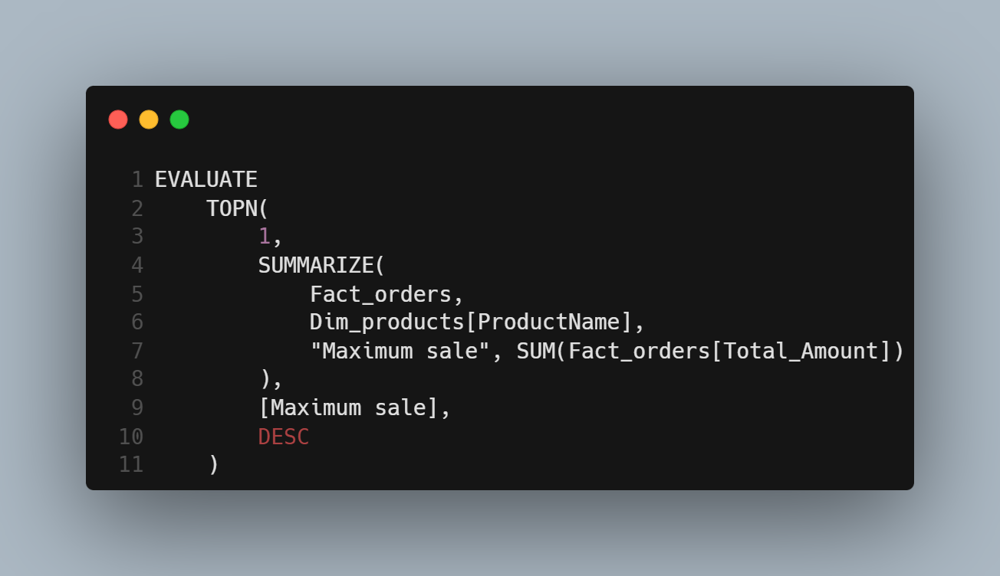 1 EVALUATE
2     TOPN(
3         1,
4         SUMMARIZE(
5             Fact_orders,
6             Dim_products[ProductName],
7             "Maximum sale", SUM(Fact_orders[Total_Amount])
8         ),
9         [Maximum sale],
10         DESC
11     )